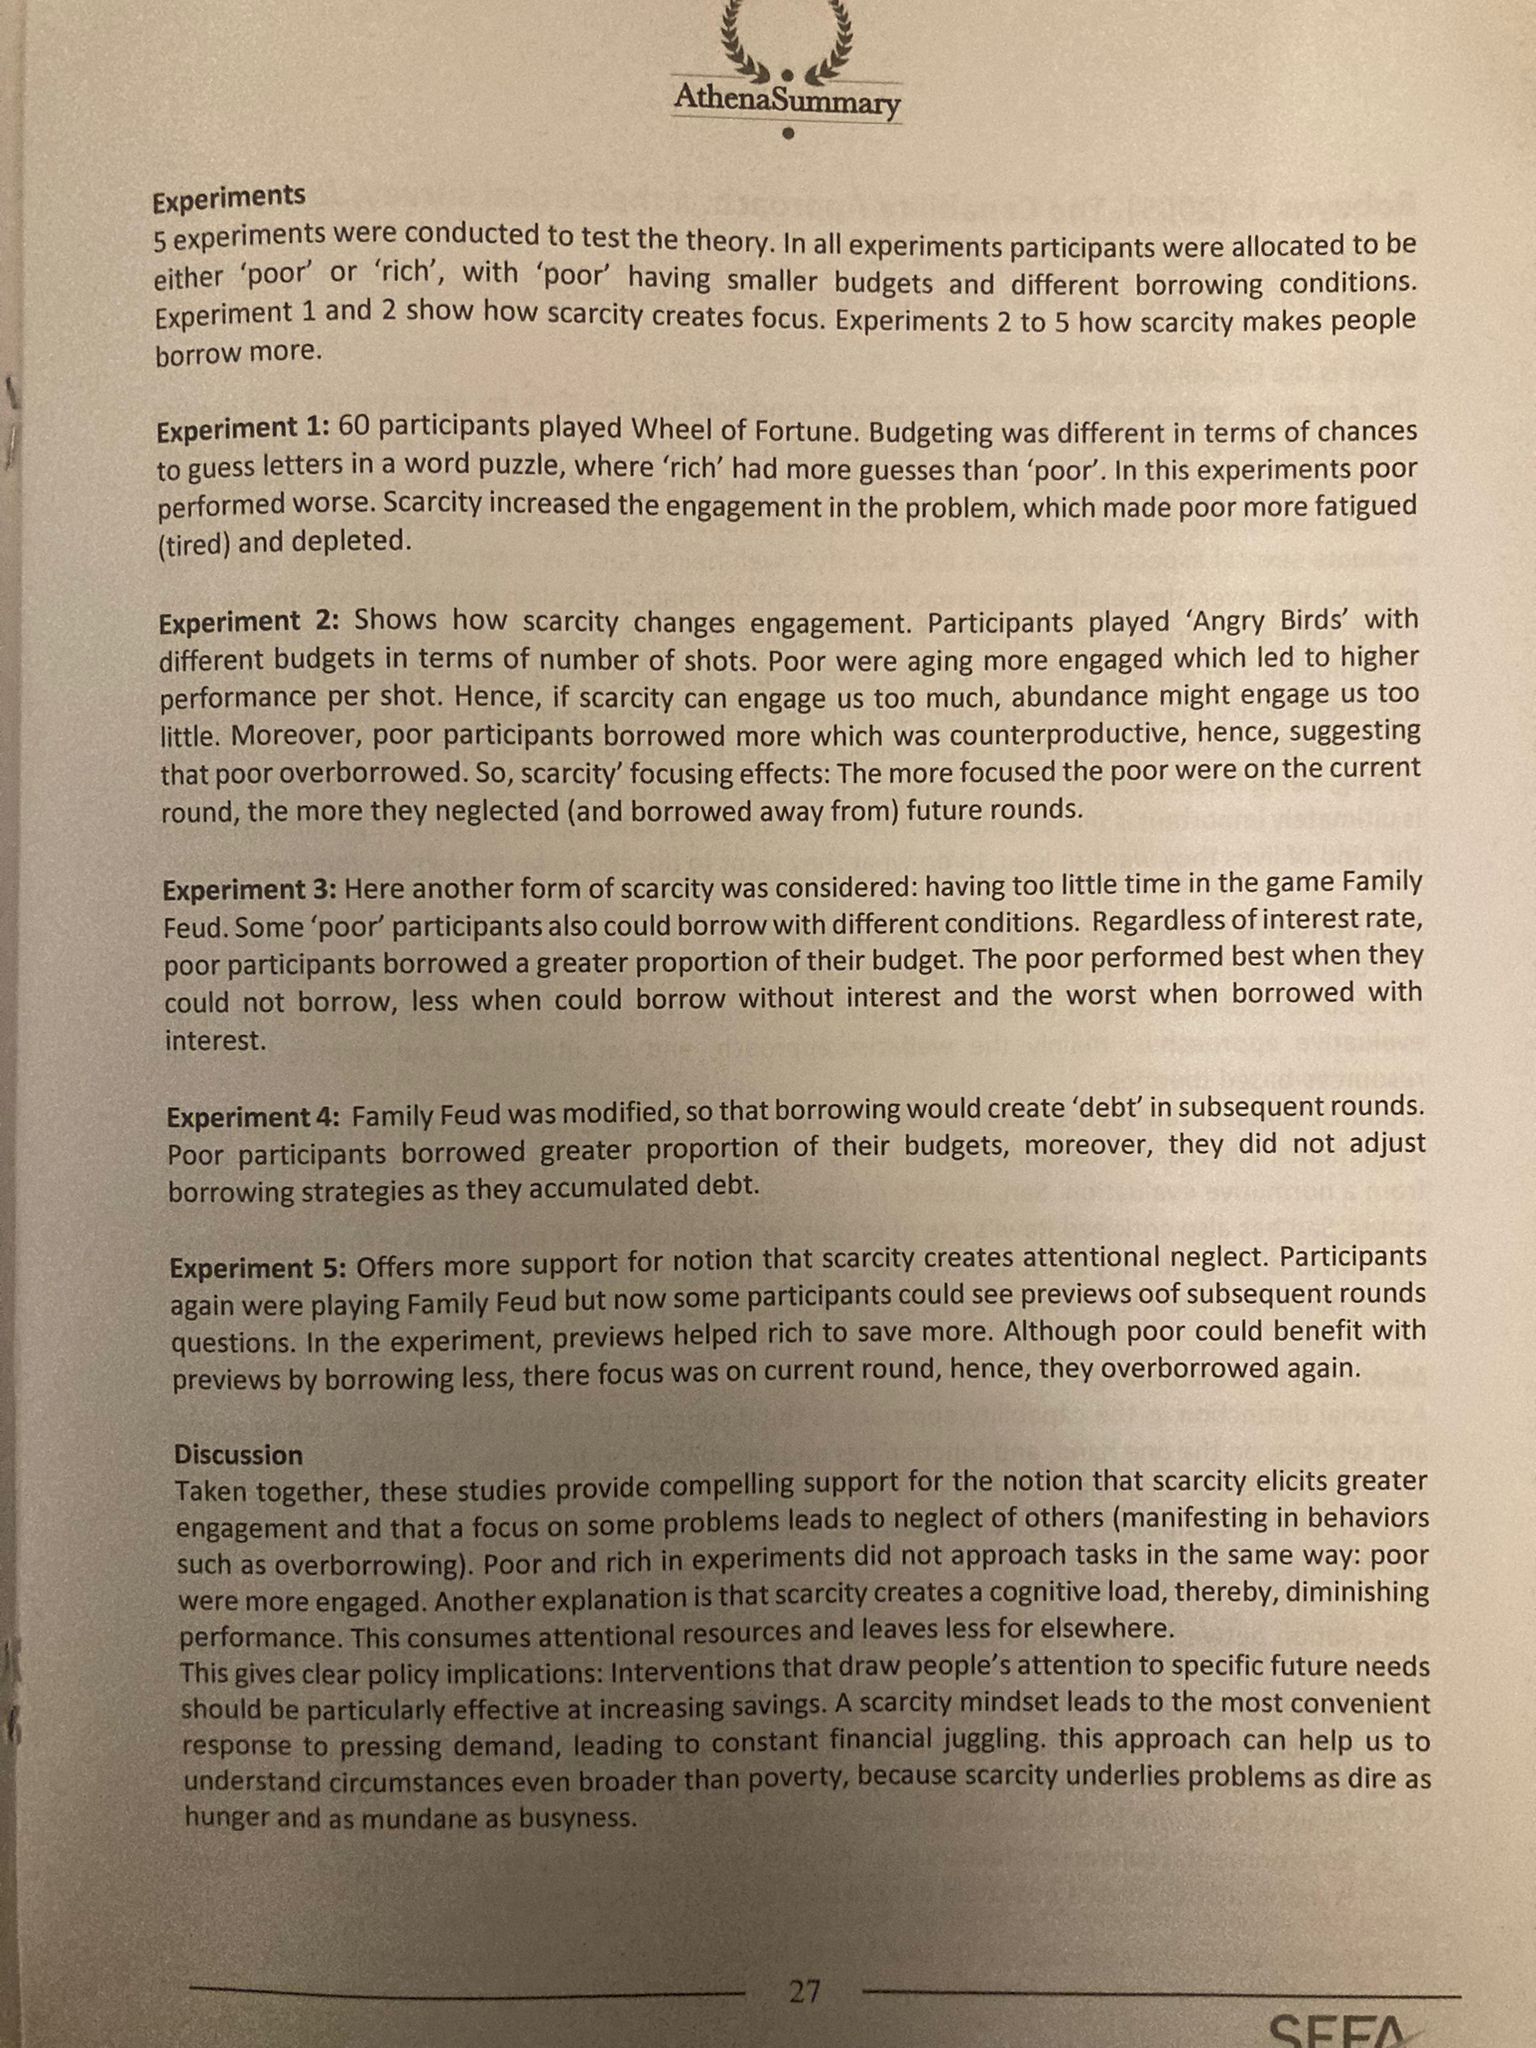 AthenaSummary
Experiments
5 experiments were conducted to test the theory. In all experiments participants were allocated to be
either ‘poor’ or ‘rich’, with ‘poor’ having smaller budgets and different borrowing conditions.
Experiment 1 and 2 show how scarcity creates focus. Experiments 2 to 5 how scarcity makes people
borrow more.
Experiment 1: 60 participants played Wheel of Fortune. Budgeting was different in terms of chances
to guess letters in a word puzzle, where ‘rich’ had more guesses than ‘poor’. In this experiments poor
performed worse. Scarcity increased the engagement in the problem, which made poor more fatigued
(tired) and depleted.
Experiment 2: Shows how scarcity changes engagement. Participants played ‘Angry Birds’ with
different budgets in terms of number of shots. Poor were aging more engaged which led to higher
performance per shot. Hence, if scarcity can engage us too much, abundance might engage us too
little. Moreover, poor participants borrowed more which was counterproductive, hence, suggesting
that poor overborrowed. So, scarcity’ focusing effects: The more focused the poor were on the current
round, the more they neglected (and borrowed away from) future rounds.
Experiment 3: Here another form of scarcity was considered: having too little time in the game Family
Feud. Some ‘poor’ participants also could borrow with different conditions. Regardless of interest rate,
poor participants borrowed a greater proportion of their budget. The poor performed best when they
could not borrow, less when could borrow without interest and the worst when borrowed with
interest.
Experiment 4: Family Feud was modified, so that borrowing would create ‘debt’ in subsequent rounds.
Poor participants borrowed greater proportion of their budgets, moreover, they did not adjust
borrowing strategies as they accumulated debt.
Experiment 5: Offers more support for notion that scarcity creates attentional neglect. Participants
again were playing Family Feud but now some participants could see previews oof subsequent rounds
questions. In the experiment, previews helped rich to save more. Although poor could benefit with
previews by borrowing less, there focus was on current round, hence, they overborrowed again.
Discussion
Taken together, these studies provide compelling support for the notion that scarcity elicits greater
engagement and that a focus on some problems leads to neglect of others (manifesting in behaviors
such as overborrowing). Poor and rich in experiments did not approach tasks in the same way: poor
were more engaged. Another explanation is that scarcity creates a cognitive load, thereby, diminishing
performance. This consumes attentional resources and leaves less for elsewhere.
This gives clear policy implications: Interventions that draw people’s attention to specific future needs
should be particularly effective at increasing savings. A scarcity mindset leads to the most convenient
response to pressing demand, leading to constant financial juggling. this approach can help us to
understand circumstances even broader than poverty, because scarcity underlies problems as dire as
hunger and as mundane as busyness.
27
SEFA